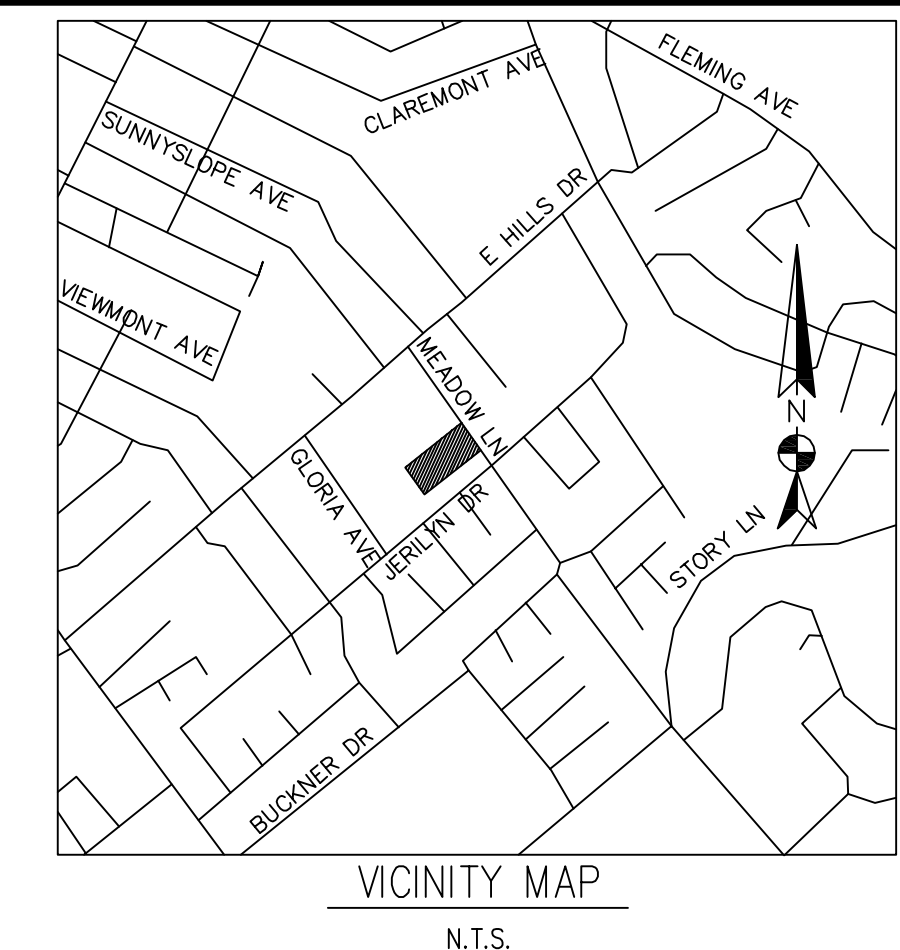 FLEMING AVE
CLAREMONT AVE
SUNNYSLOPE AVE
E HILLS DR
VIEWMONT AVE
MEADOW LN
N
GLORIA AVE
JERILYN DR
STORY LN
BUCKNER DR
VICINITY MAP
N.T.S.